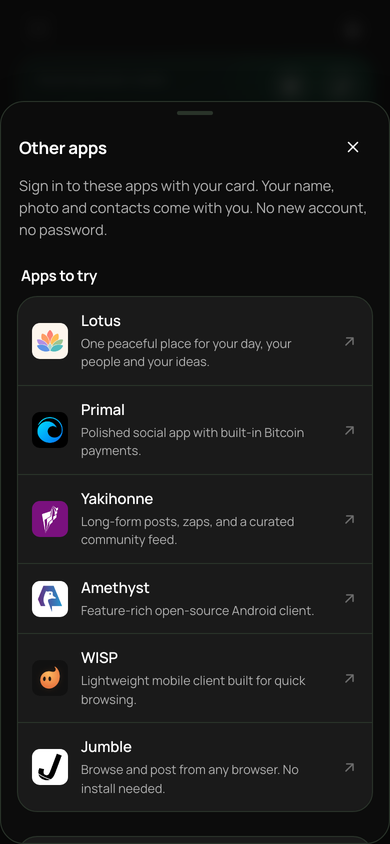 Other apps
Sign in to these apps with your card. Your name,
photo and contacts come with you. No new account,
no password.
Apps to try
Lotus
One peaceful place for your day, your
people and your ideas.
Primal
Polished social app with built-in Bitcoin
payments.
Yakihonne
Long-form posts, zaps, and a curated
community feed.
Amethyst
Feature-rich open-source Android client.
WISP
Lightweight mobile client built for quick
browsing.
Jumble
Browse and post from any browser. No
install needed.